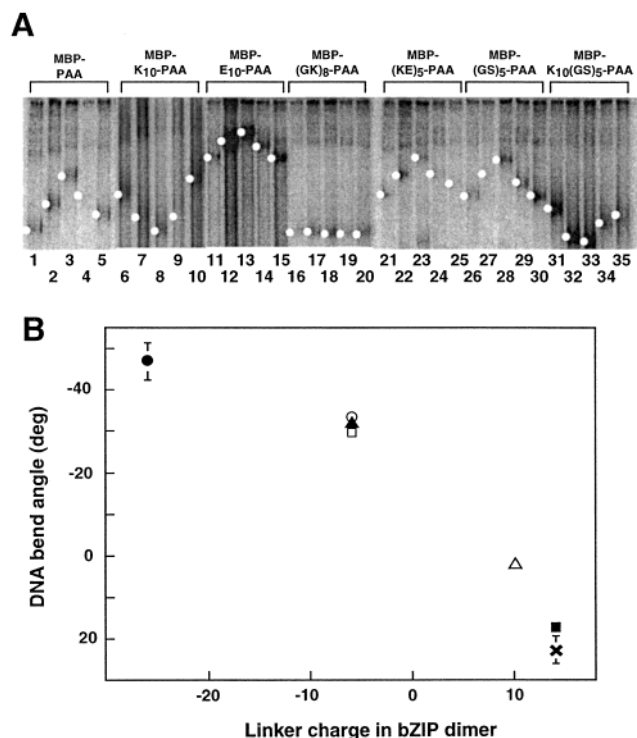 A
MBP-
PAA
MBP-
K10-PAA
MBP-
E10-PAA
MBP-
(GK)8-PAA
MBP-
(KE)5-PAA
MBP-
(GS)5-PAA
MBP-
K10(GS)5-PAA
1 3 5 7 9 11 13 15 17 19 21 23 25 27 29 31 33 35
2 4 6 8 10 12 14 16 18 20 22 24 26 28 30 32 34
B
DNA bend angle (deg)
-40
-20
0
20
-20 -10 0 10
Linker charge in bZIP dimer